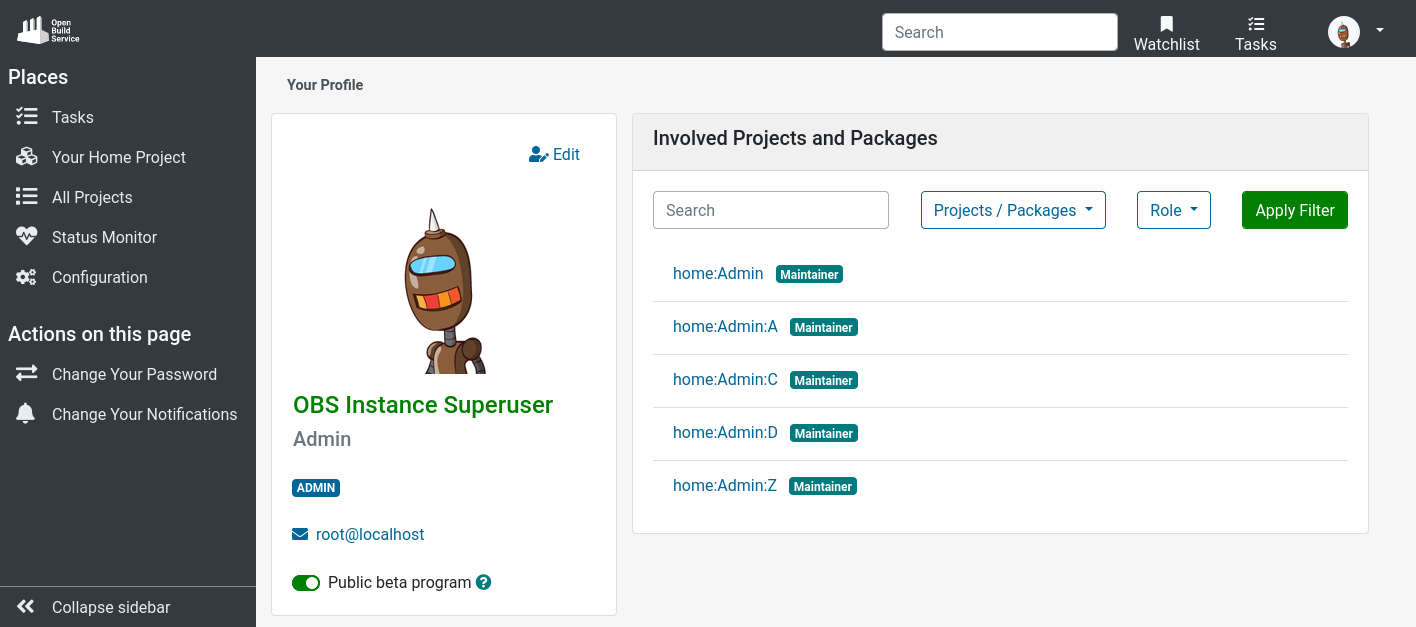 Open
Build
Service
Search
Watchlist
Tasks
Places
Tasks
Your Home Project
All Projects
Status Monitor
Configuration
Actions on this page
Change Your Password
Change Your Notifications
Collapse sidebar
Your Profile
Edit
OBS Instance Superuser
Admin
ADMIN
root@localhost
Public beta program ?
Involved Projects and Packages
Search
Projects / Packages
Role
Apply Filter
home:Admin Maintainer
home:Admin:A Maintainer
home:Admin:C Maintainer
home:Admin:D Maintainer
home:Admin:Z Maintainer